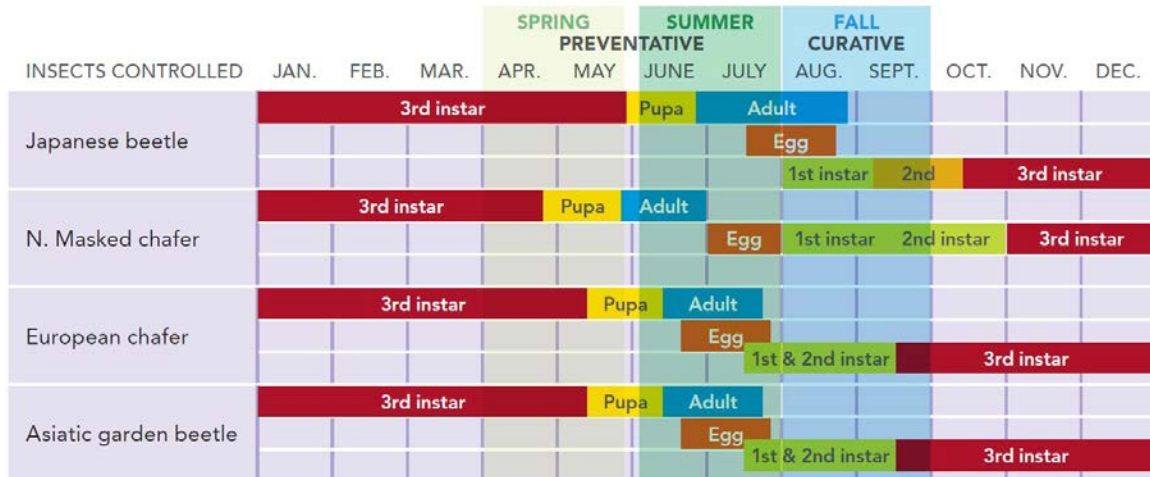 SPRING SUMMER FALL
PREVENTATIVE CURATIVE
INSECTS CONTROLLED JAN. FEB. MAR. APR. MAY JUNE JULY AUG. SEPT. OCT. NOV. DEC.
3rd instar Pupa Adult
Japanese beetle Egg
1st instar 2nd 3rd instar
3rd instar Pupa Adult
N. Masked chafer Egg 1st instar 2nd instar 3rd instar
3rd instar Pupa Adult
European chafer Egg
1st & 2nd instar 3rd instar
3rd instar Pupa Adult
Asiatic garden beetle Egg
1st & 2nd instar 3rd instar